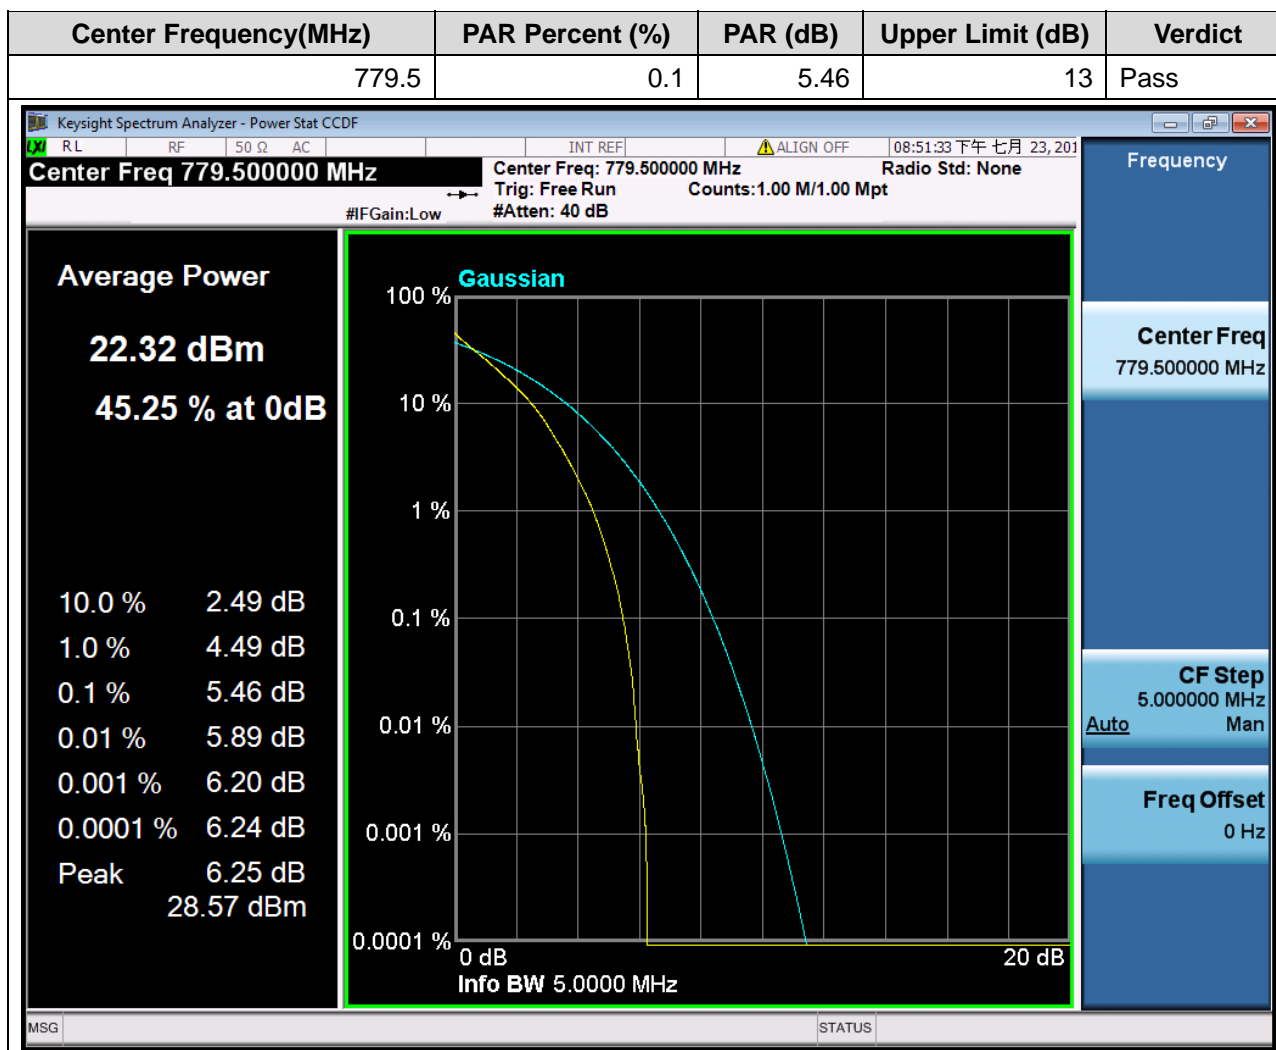 Center Frequency(MHz) PAR Percent (%) PAR (dB) Upper Limit (dB) Verdict
779.5 0.1 5.46 13 Pass
Keysight Spectrum Analyzer - Power Stat CCDF
LXI RL RF 50 Ω AC INT REF ALIGN OFF 08:51:33 下午 七月 23, 201
Center Freq 779.500000 MHz
Center Freq: 779.500000 MHz Radio Std: None
Trig: Free Run Counts:1.00 M/1.00 Mpt
#IFGain:Low #Atten: 40 dB
Frequency
Average Power
22.32 dBm
45.25 % at 0dB
10.0 % 2.49 dB
1.0 % 4.49 dB
0.1 % 5.46 dB
0.01 % 5.89 dB
0.001 % 6.20 dB
0.0001 % 6.24 dB
Peak 6.25 dB
28.57 dBm
Gaussian
100 %
10 %
1 %
0.1 %
0.01 %
0.001 %
0.0001 %
0 dB 20 dB
Info BW 5.0000 MHz
Center Freq
779.500000 MHz
CF Step
5.000000 MHz
Auto Man
Freq Offset
0 Hz
MSG STATUS